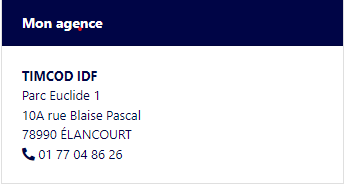 Mon agence
TIMCOD IDF
Parc Euclide 1
10A rue Blaise Pascal
78990 ÉLANCOURT
01 77 04 86 26